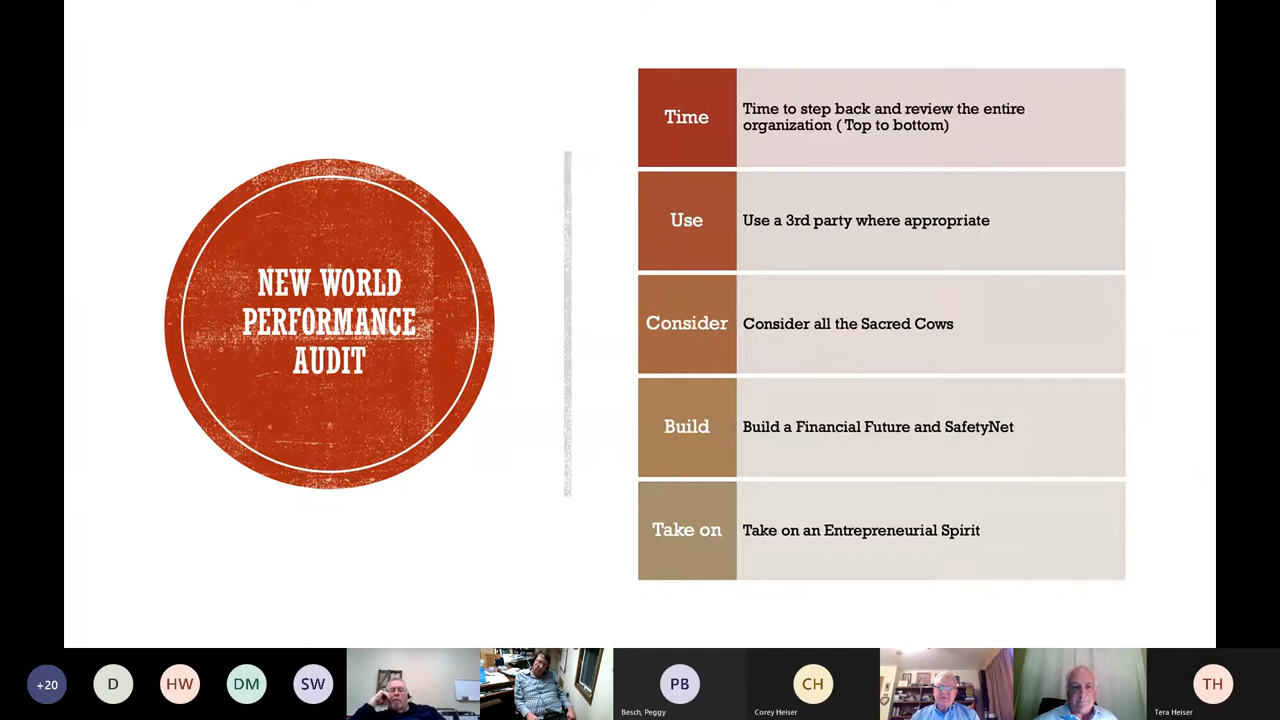 NEW WORLD
PERFORMANCE
AUDIT
Time
Time to step back and review the entire
organization ( Top to bottom)
Use
Use a 3rd party where appropriate
Consider
Consider all the Sacred Cows
Build
Build a Financial Future and SafetyNet
Take on
Take on an Entrepreneurial Spirit
+20
D
HW
DM
SW
PB
Besch, Peggy
CH
Corey Heiser
TH
Tera Heiser